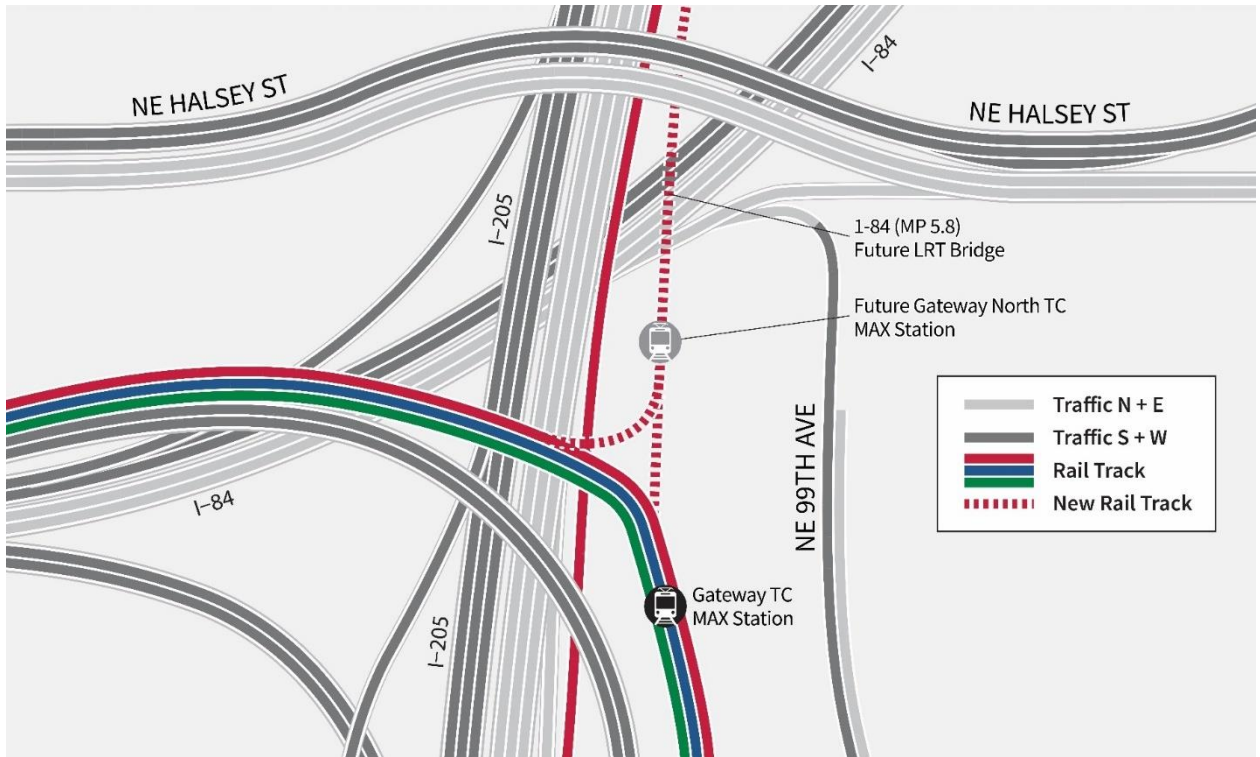 NE HALSEY ST
I-84
NE HALSEY ST
I-205
1-84 (MP 5.8)
Future LRT Bridge
Future Gateway North TC
MAX Station
Traffic N + E
Traffic S + W
Rail Track
New Rail Track
NE 99TH AVE
I-84
Gateway TC
MAX Station
I-205